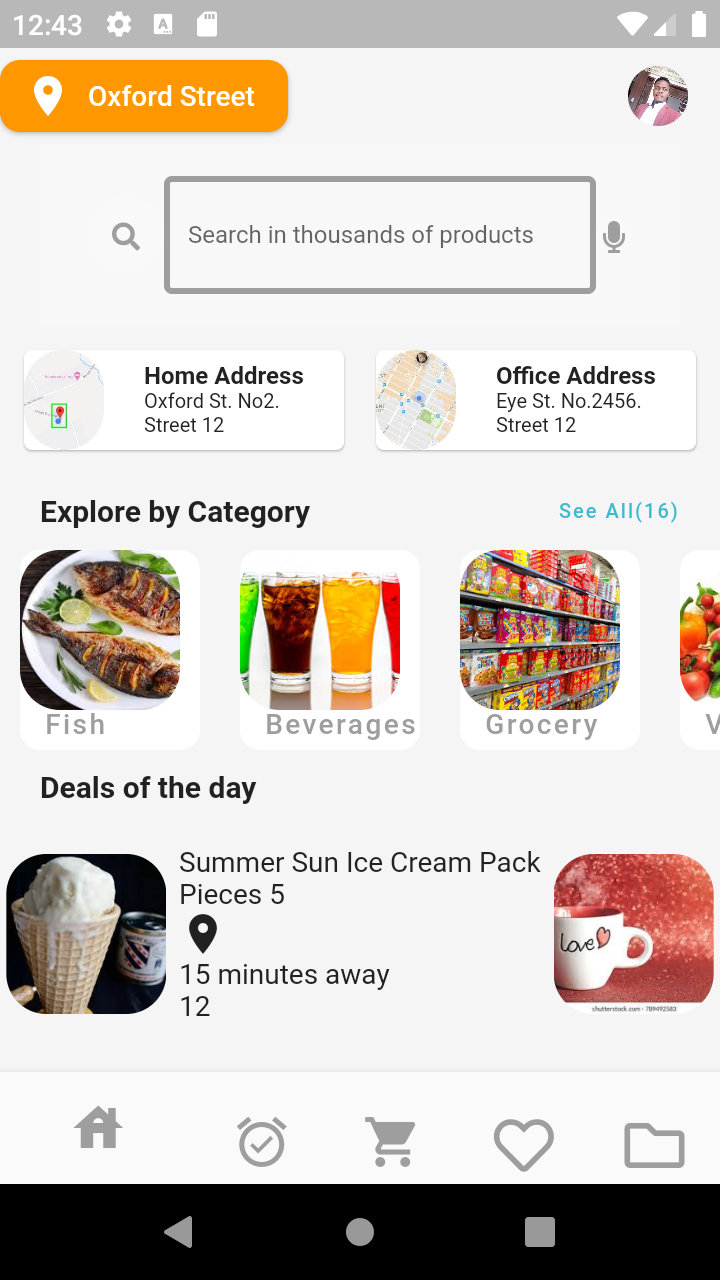 12:43
Oxford Street
Search in thousands of products
Home Address
Oxford St. No2.
Street 12
Office Address
Eye St. No.2456.
Street 12
Explore by Category
See All(16)
Fish
Beverages
Grocery
V
Deals of the day
Summer Sun Ice Cream Pack
Pieces 5
15 minutes away
12
Love
shutterstock.com · 789492583